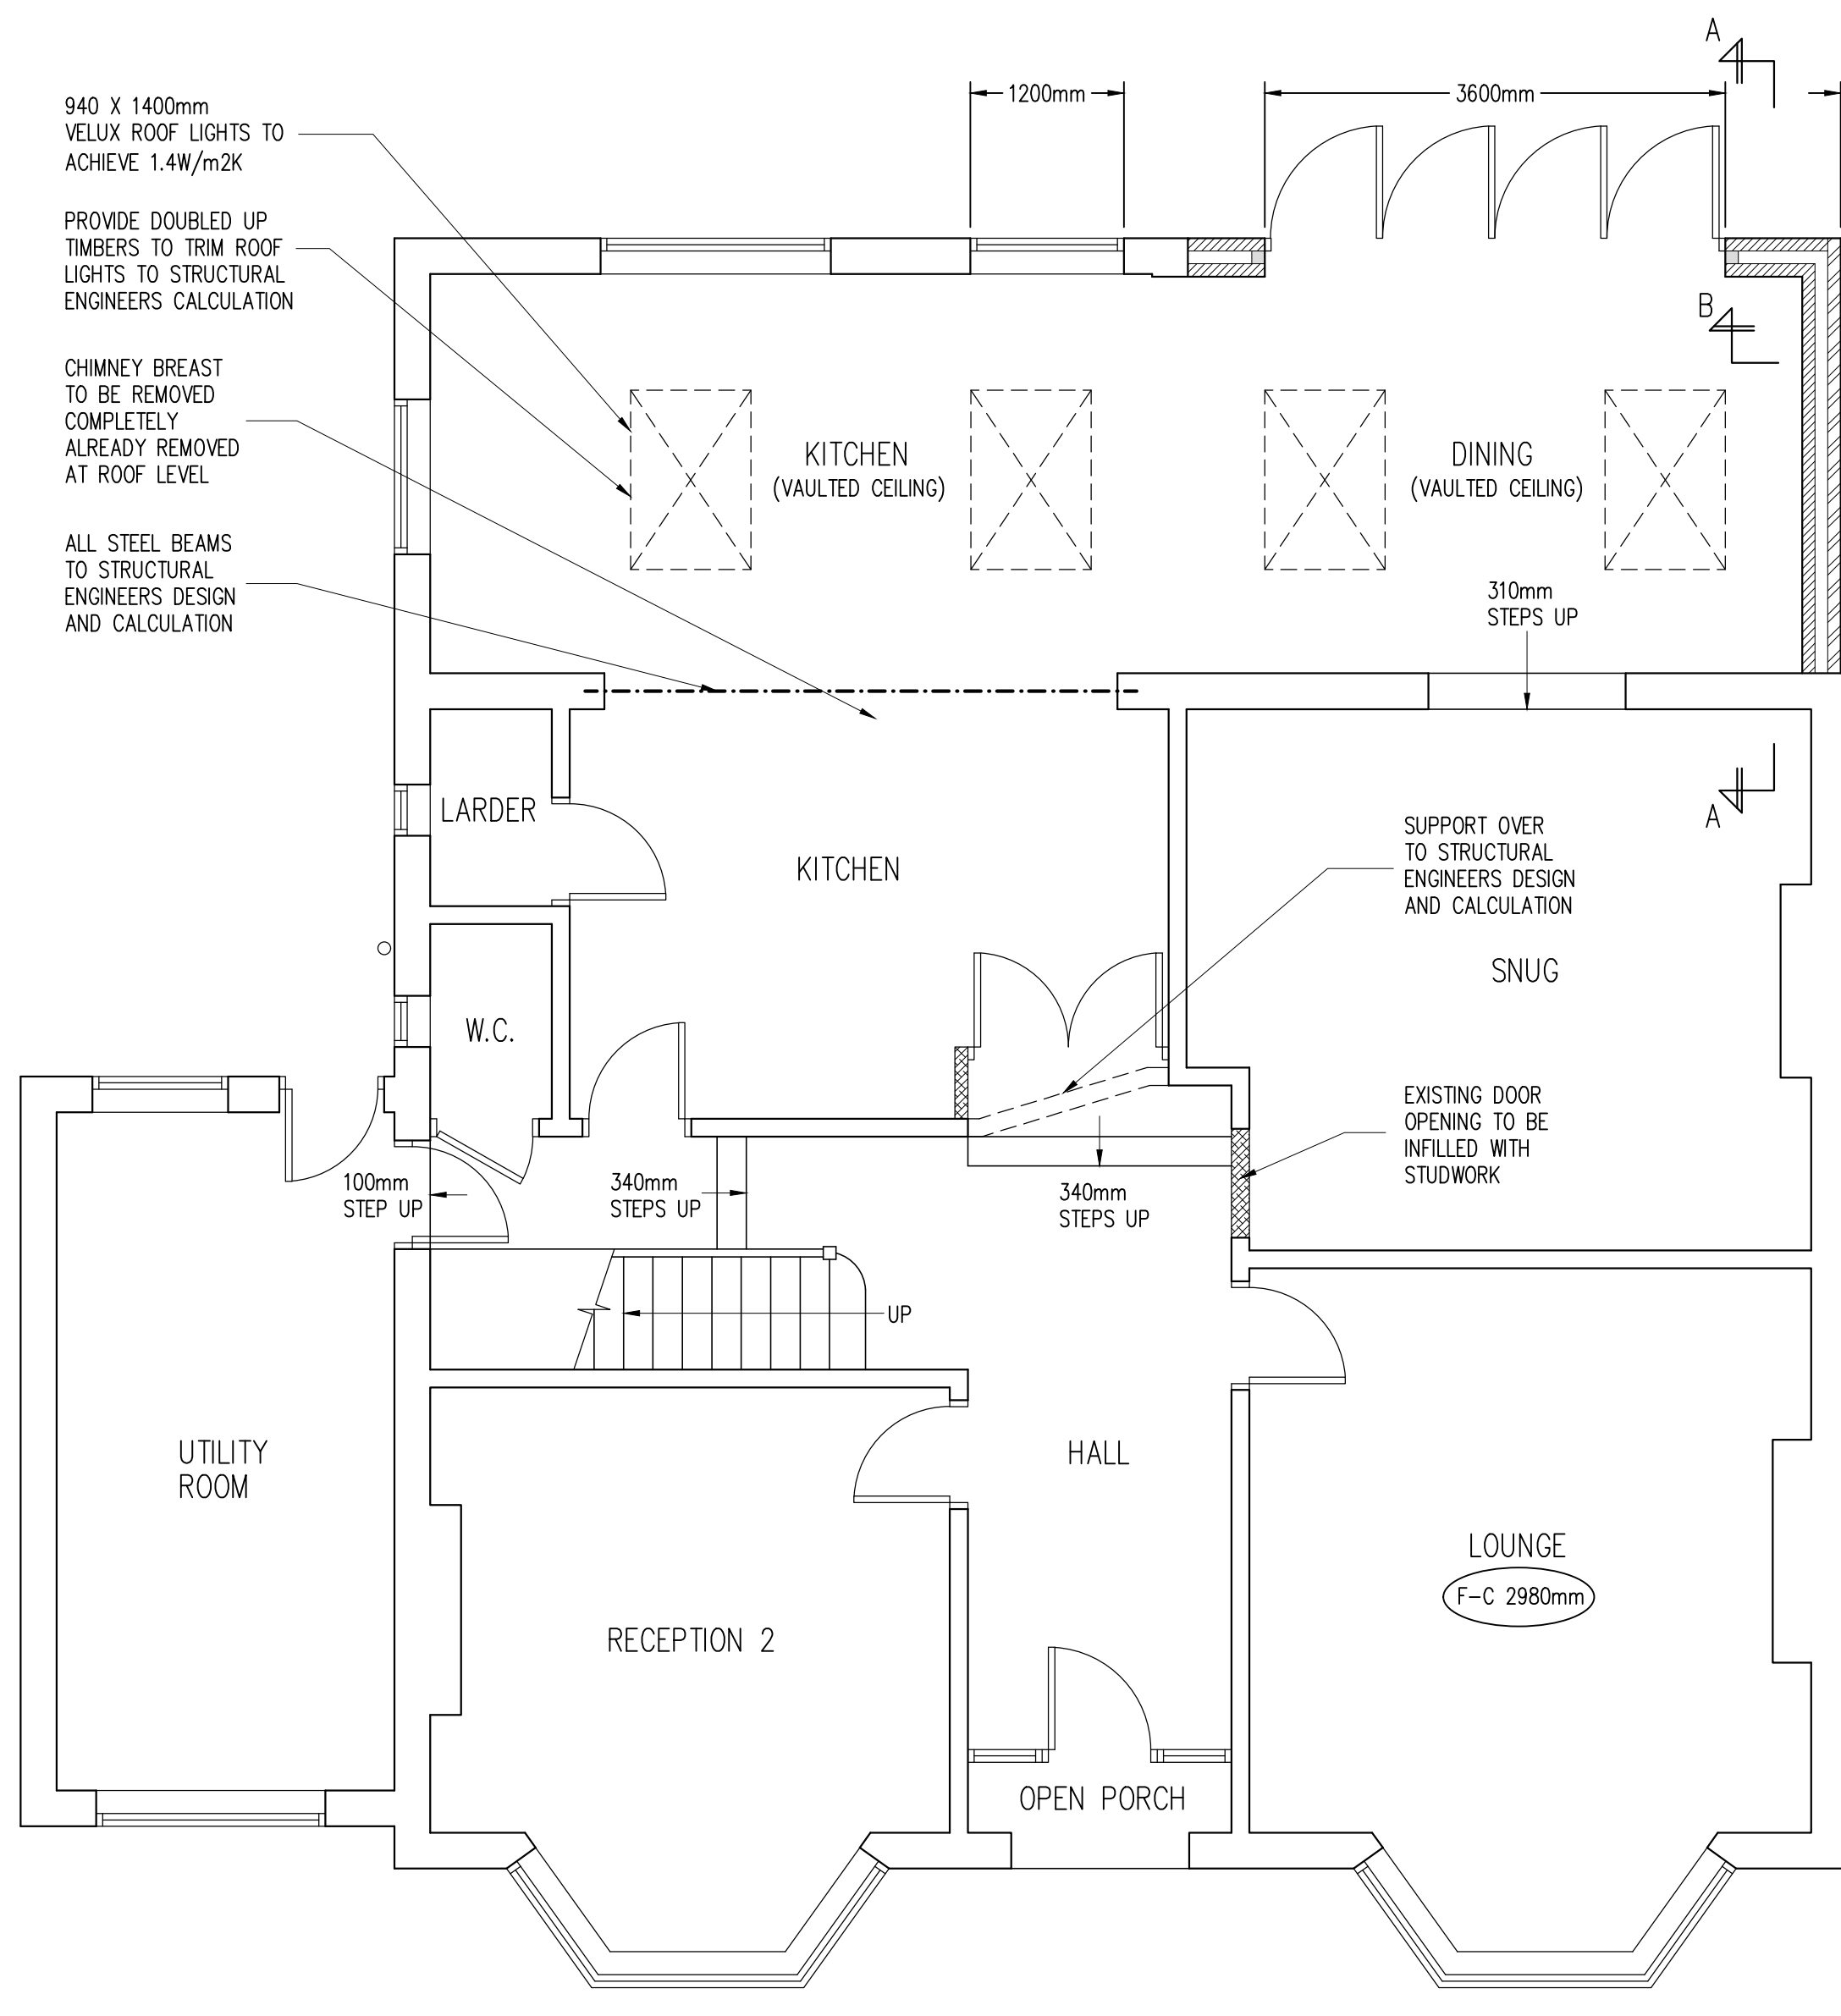 A
1200mm
3600mm
940 X 1400mm
VELUX ROOF LIGHTS TO
ACHIEVE 1.4W/m2K
PROVIDE DOUBLED UP
TIMBERS TO TRIM ROOF
LIGHTS TO STRUCTURAL
ENGINEERS CALCULATION
B
CHIMNEY BREAST
TO BE REMOVED
COMPLETELY
ALREADY REMOVED
AT ROOF LEVEL
KITCHEN
(VAULTED CEILING)
DINING
(VAULTED CEILING)
ALL STEEL BEAMS
TO STRUCTURAL
ENGINEERS DESIGN
AND CALCULATION
310mm
STEPS UP
LARDER
KITCHEN
A
SUPPORT OVER
TO STRUCTURAL
ENGINEERS DESIGN
AND CALCULATION
SNUG
W.C.
EXISTING DOOR
OPENING TO BE
INFILLED WITH
STUDWORK
100mm
STEP UP
340mm
STEPS UP
340mm
STEPS UP
UP
UTILITY
ROOM
HALL
LOUNGE
F-C 2980mm
RECEPTION 2
OPEN PORCH